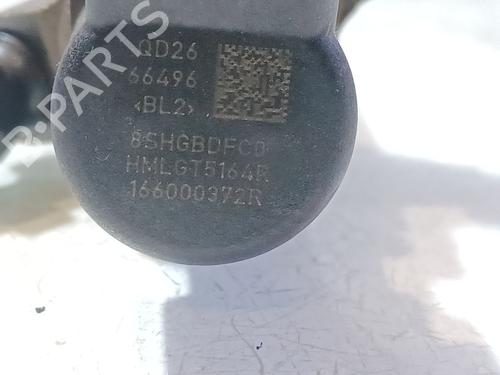 QD26
66496
<BL2>
8SHGBDFC0
HMLGT5164R
166000372R
B-PARTS